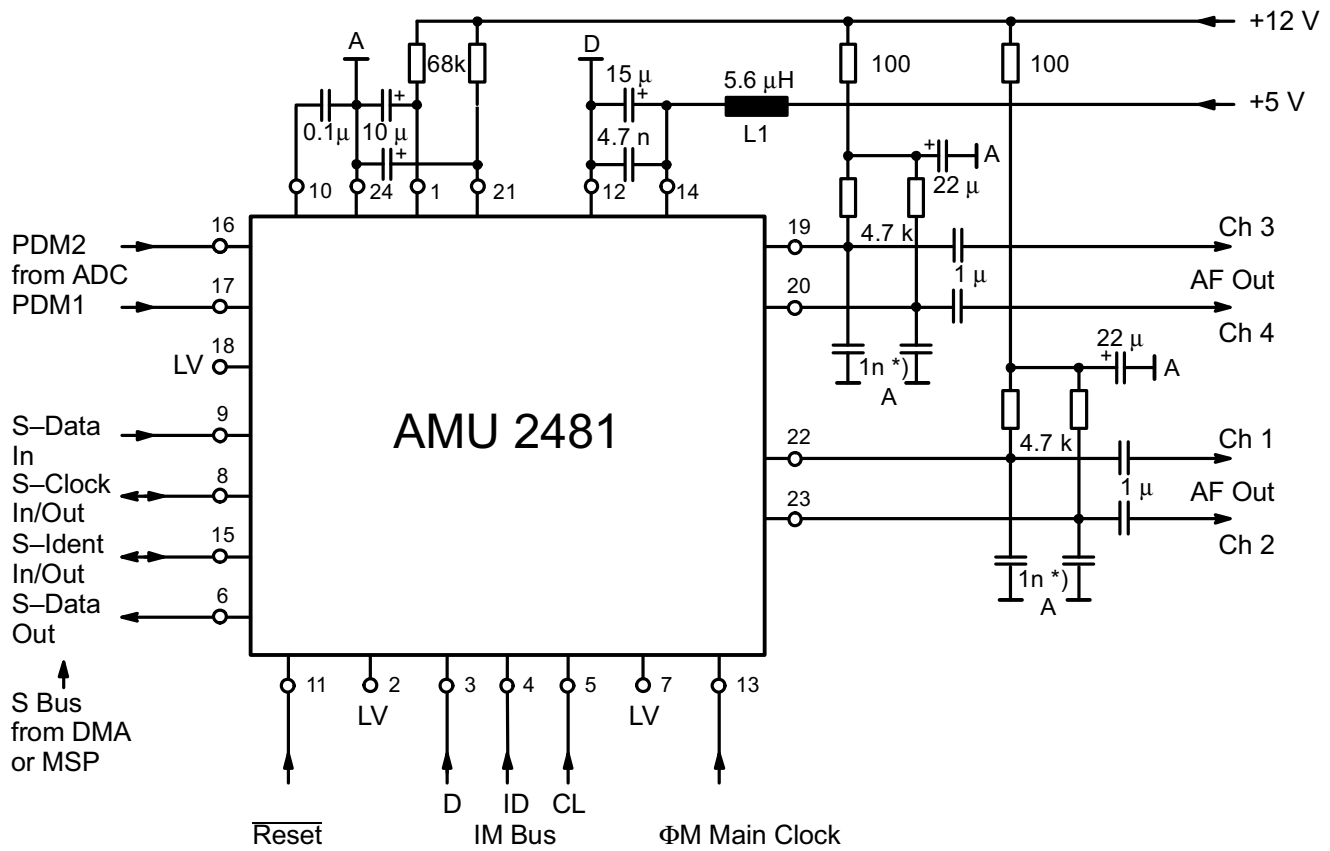 +12 V
A
D
68k
15 μ
+
5.6 μH
100
100
+
+5 V
0.1μ
10 μ
4.7 n
L1
+
+
A
22 μ
10
24
1
21
12
14
16
19
Ch 3
PDM2
from ADC
4.7 k
1 μ
17
20
AF Out
PDM1
Ch 4
18
LV
1n *)
A
22 μ
+
A
9
AMU 2481
S–Data
In
22
4.7 k
Ch 1
8
S–Clock
In/Out
1 μ
23
AF Out
15
S–Ident
In/Out
Ch 2
1n *)
A
6
S–Data
Out
11
2
3
4
5
7
13
LV
LV
S Bus
from DMA
or MSP
D
ID
CL
Reset
IM Bus
ΦM Main Clock